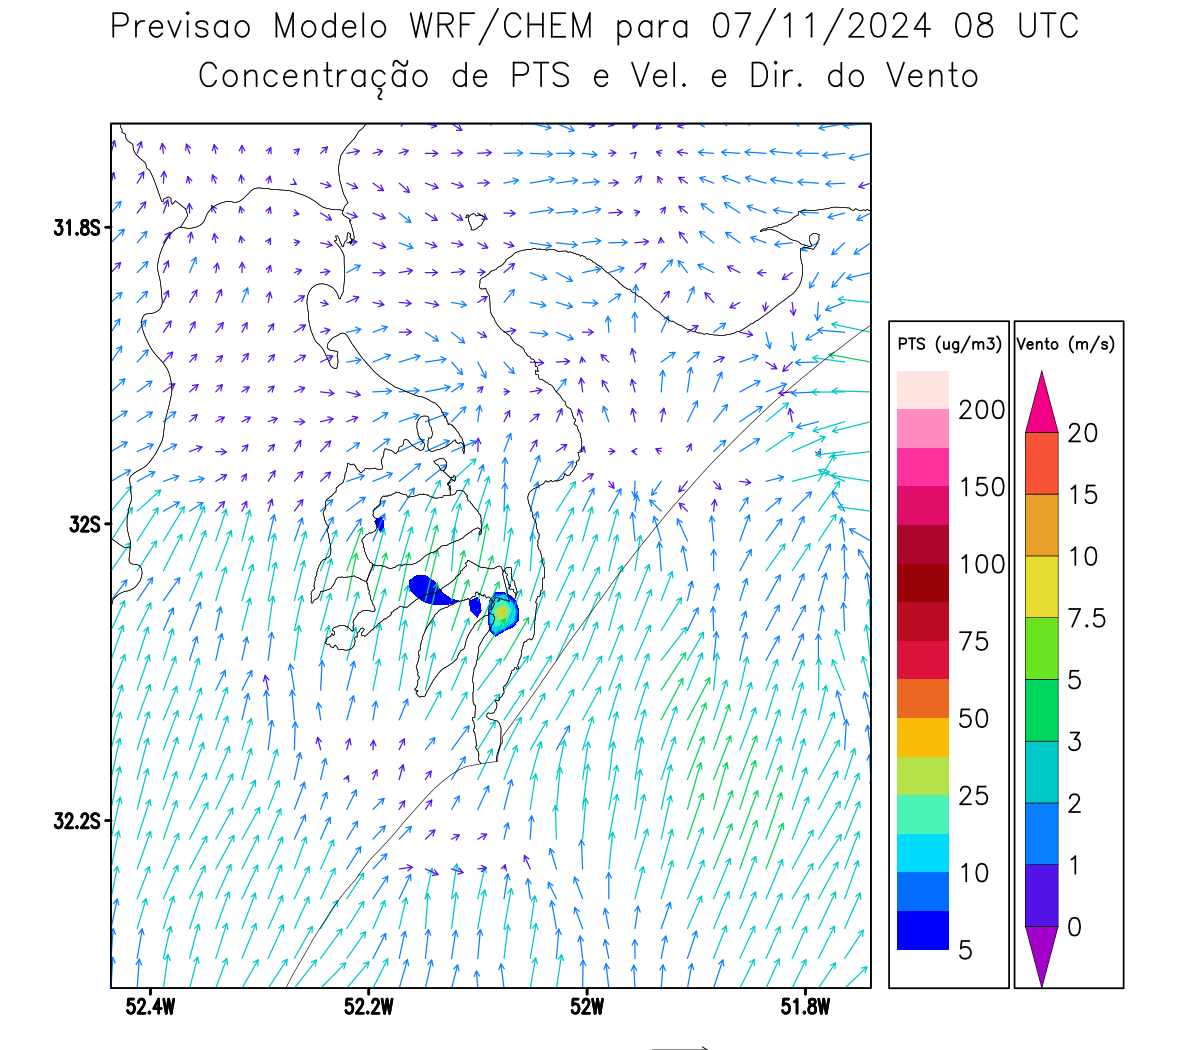 Previsao Modelo WRF/CHEM para 07/11/2024 08 UTC
Concentração de PTS e Vel. e Dir. do Vento
31.8S
32S
32.2S
52.4W
52.2W
52W
51.8W
PTS (ug/m3)
200
150
100
75
50
25
10
5
Vento (m/s)
20
15
10
7.5
5
3
2
1
0